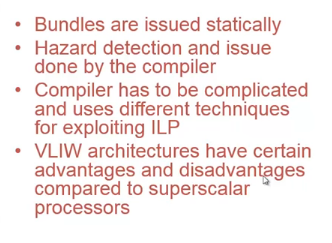 • Bundles are issued statically
• Hazard detection and issue
done by the compiler
• Compiler has to be complicated
and uses different techniques
for exploiting ILP
• VLIW architectures have certain
advantages and disadvantages
compared to superscalar
processors